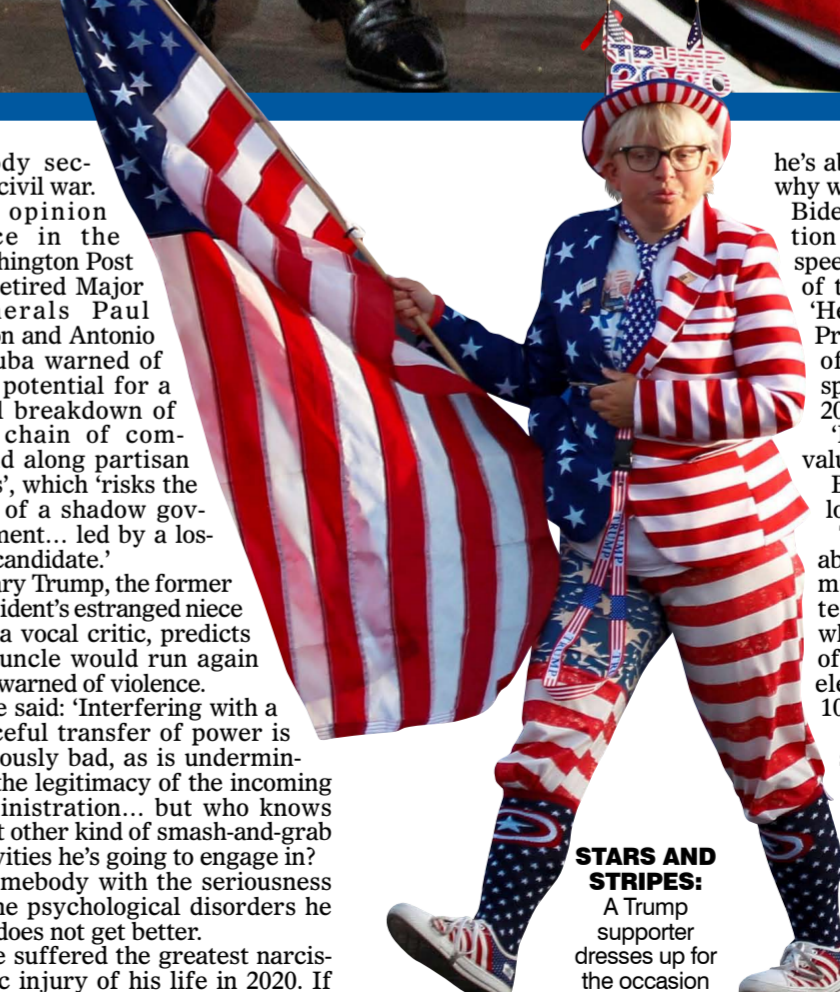 TRUMP
dy sec-
civil war.
opinion
ce in the
hington Post
etired Major
erals Paul
on and Antonio
uba warned of
potential for a
l breakdown of
chain of com-
d along partisan
s’, which ‘risks the
of a shadow gov-
ment... led by a los-
candidate.’
ry Trump, the former
ident’s estranged niece
a vocal critic, predicts
uncle would run again
warned of violence.
e said: ‘Interfering with a
ceful transfer of power is
ously bad, as is undermin-
the legitimacy of the incoming
inistration... but who knows
t other kind of smash-and-grab
vities he’s going to engage in?
mebody with the seriousness
he psychological disorders he
does not get better.
e suffered the greatest narcis-
c injury of his life in 2020. If
TRUMP
TRUMP
STARS AND
STRIPES:
A Trump
supporter
dresses up for
the occasion
he’s ab
why w
Bide
tion
spee
of t
‘He
Pr
of
sp
20
valu
E
lo
ab
m
te
wh
of
ele
10